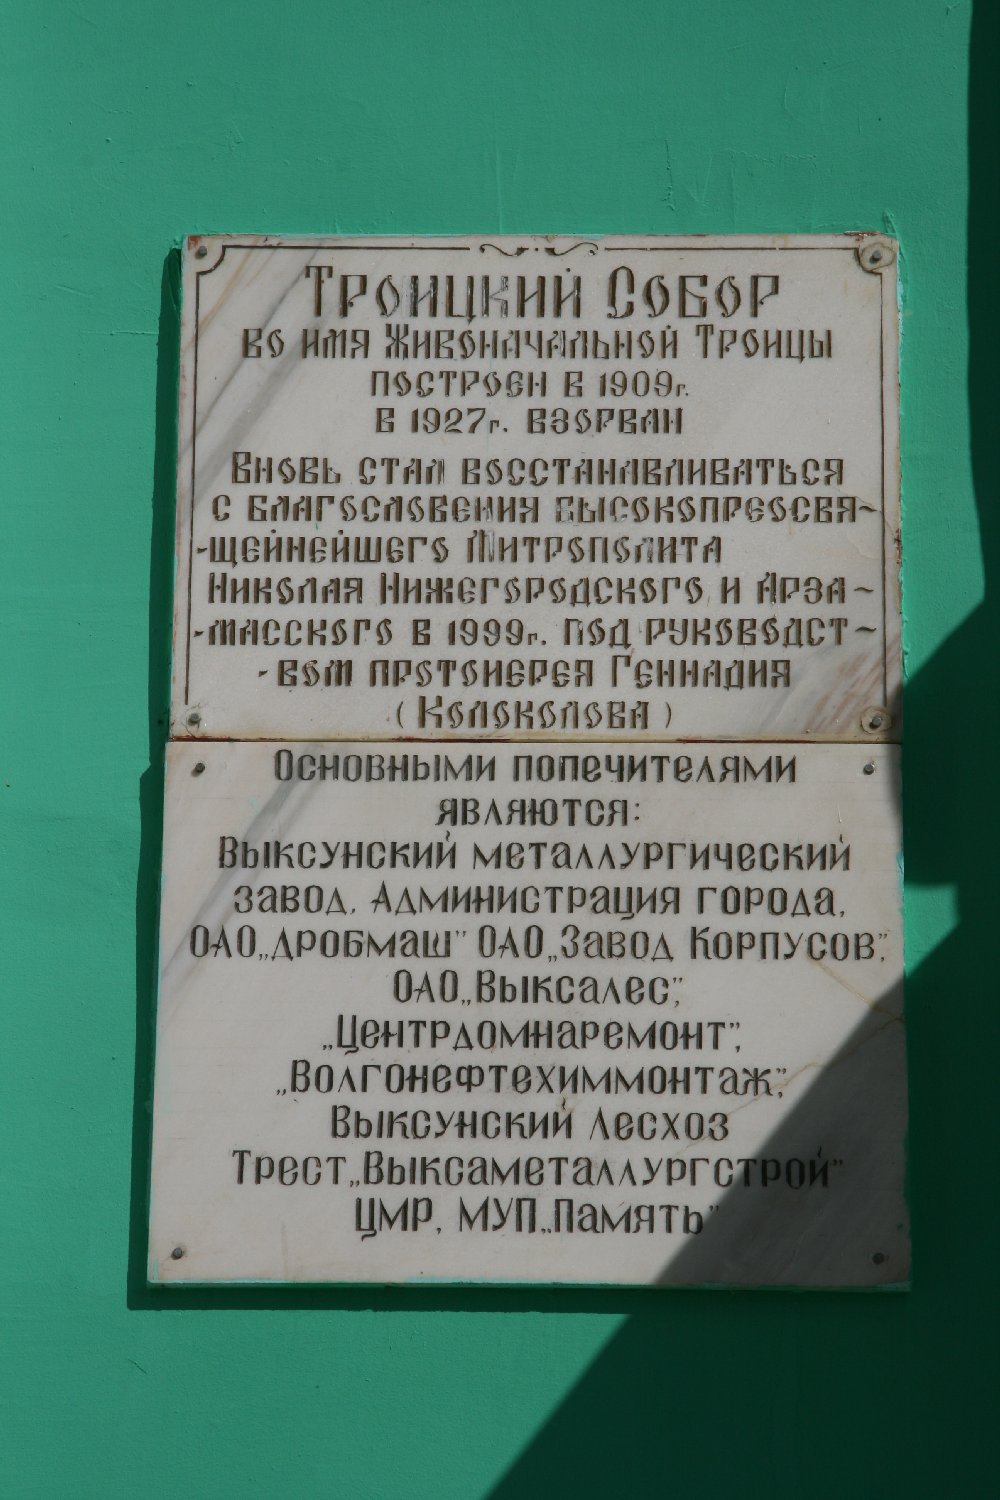 Троицкий Собор
во имя Живоначальной Троицы
построен в 1909г.
в 1927г. взорван
Вновь стал восстанавливаться
с благословения высокопреосвя-
-щейнейшего Митрополита
Николая Нижегородского и Арза-
-масского в 1999г. под руководст-
-вом протоиерея Геннадия
(Колоколова)
Основными попечителями
являются:
Выксунский металлургический
завод, Администрация города,
ОАО „Дробмаш” ОАО „Завод Корпусов”,
ОАО „Выксалес”,
„Центрдомнаремонт”,
„Волгонефтехиммонтаж”,
Выксунский Лесхоз
Трест „Выксаметаллургстрой”
ЦМР, МУП „Память”